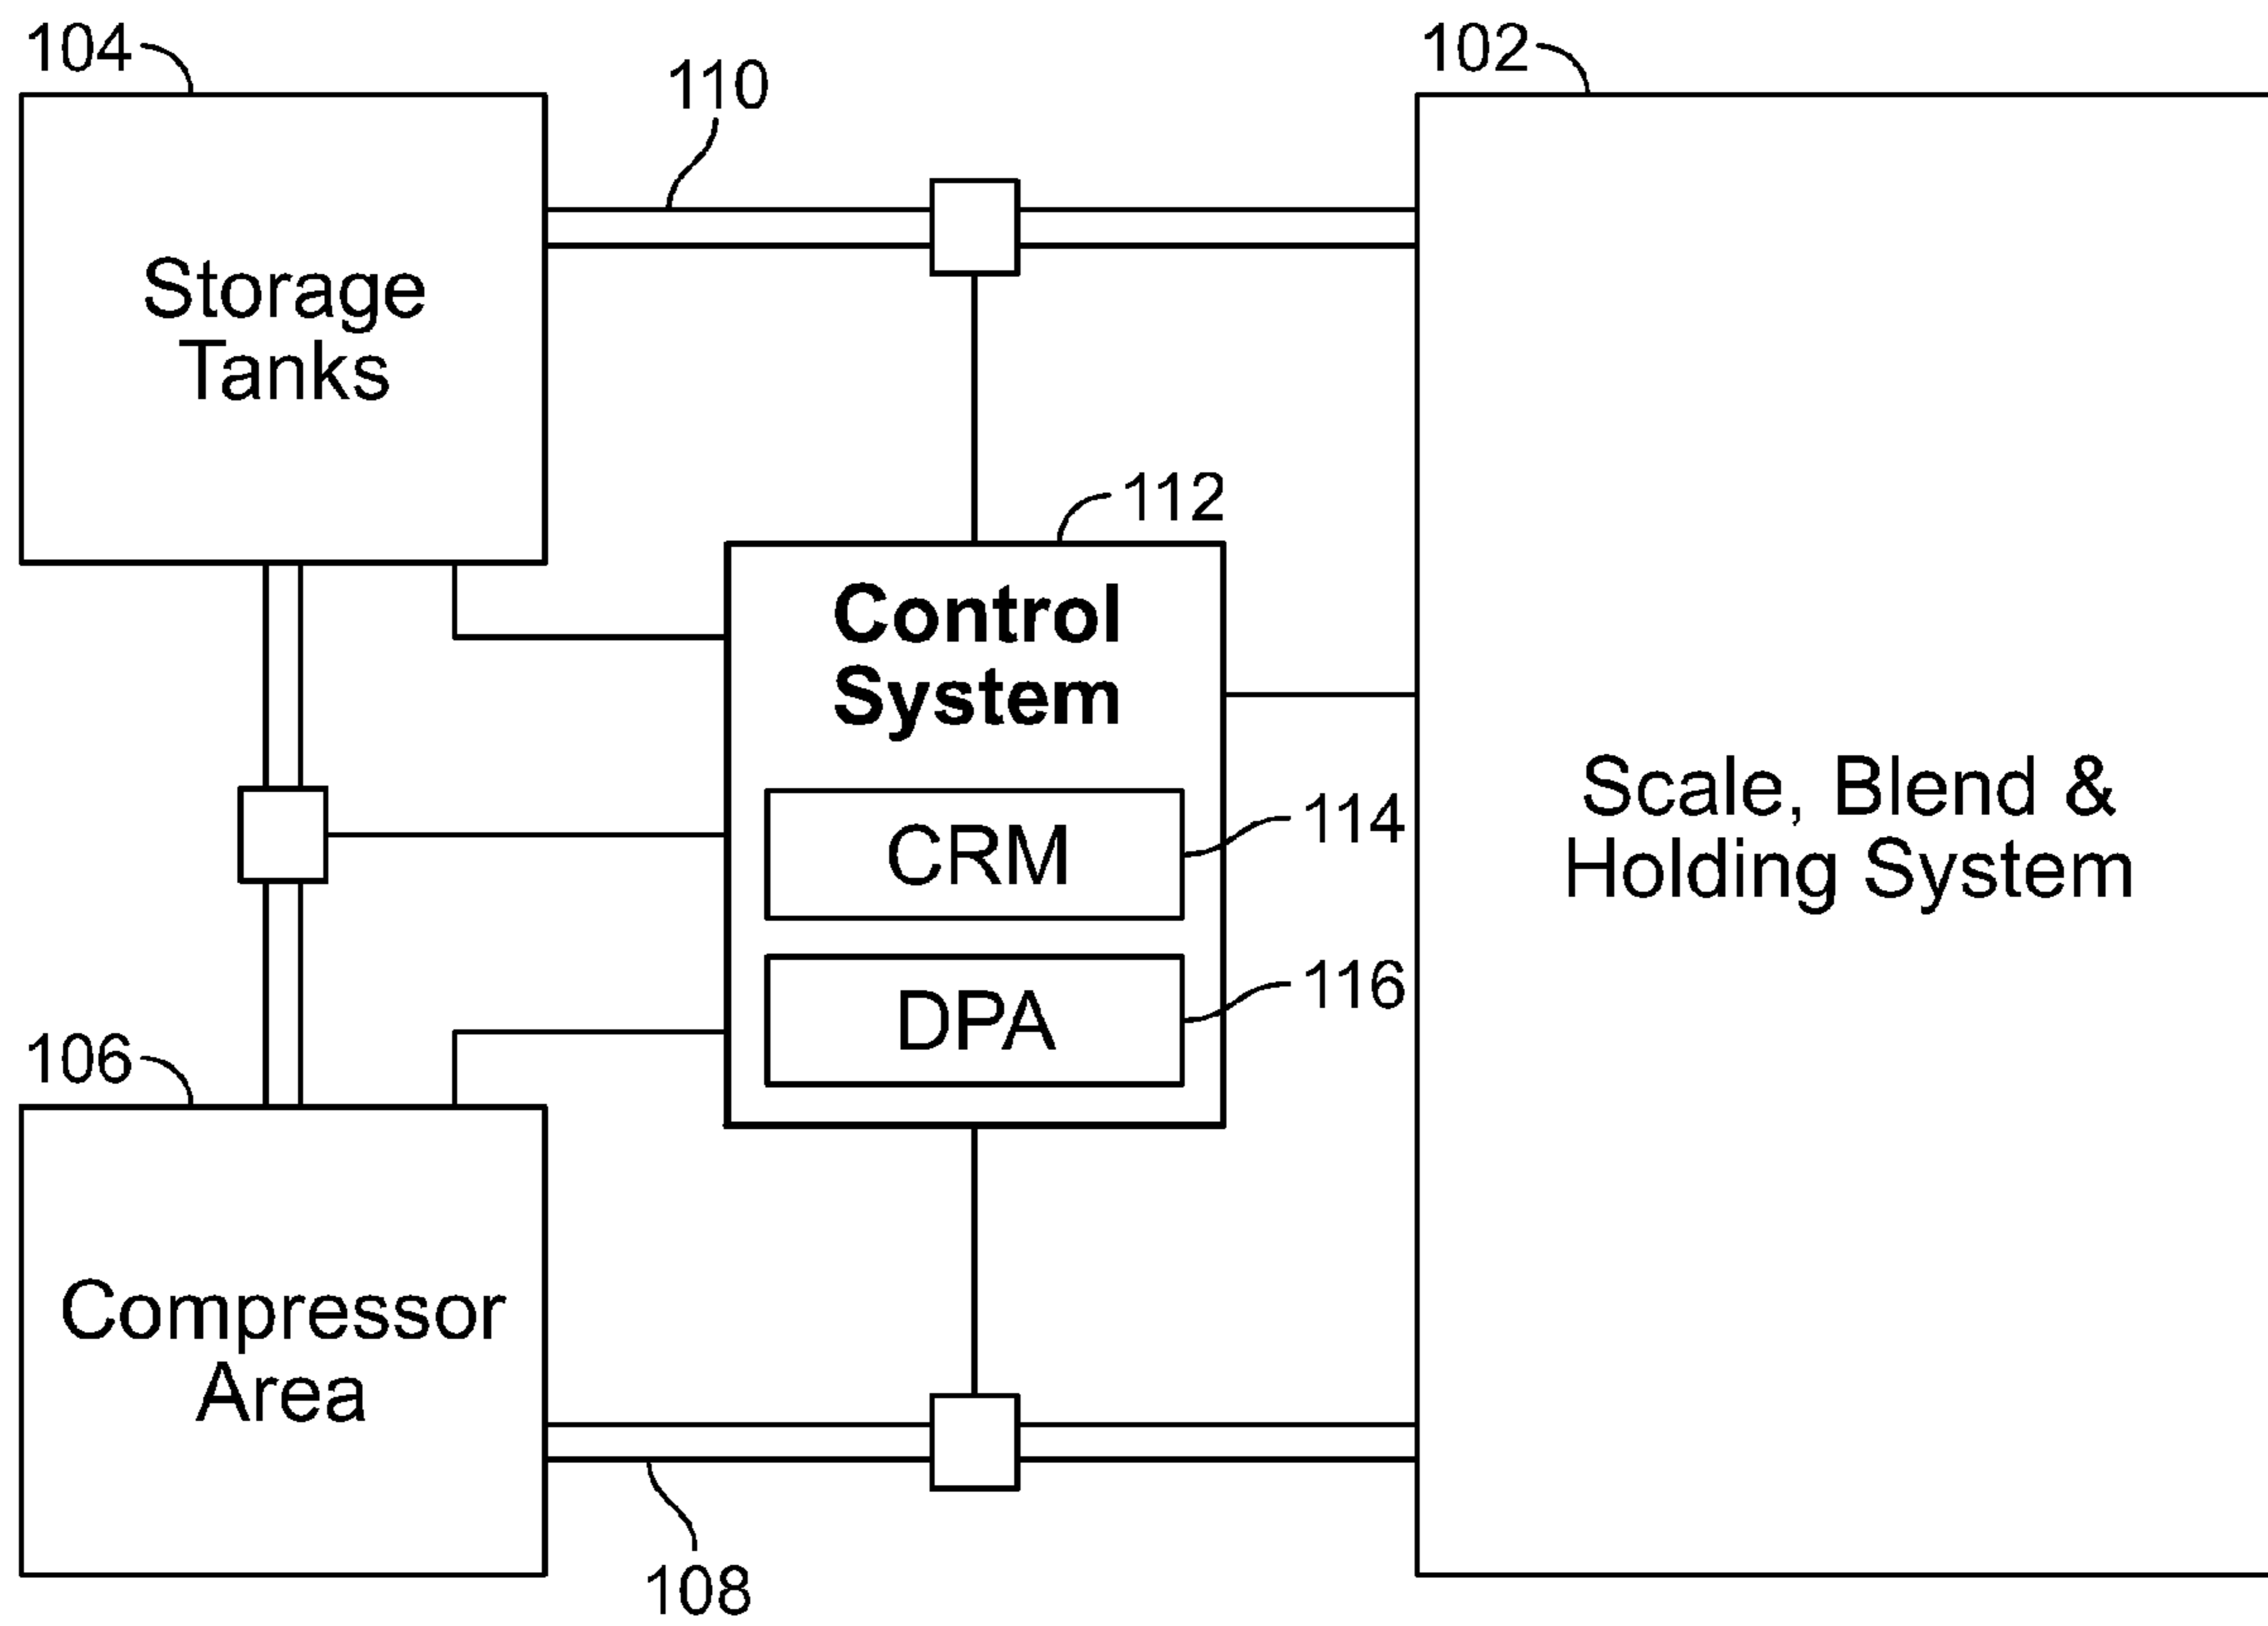 104
110
102
Storage
Tanks
112
Control
System
CRM
114
Scale, Blend &
Holding System
DPA
116
106
Compressor
Area
108